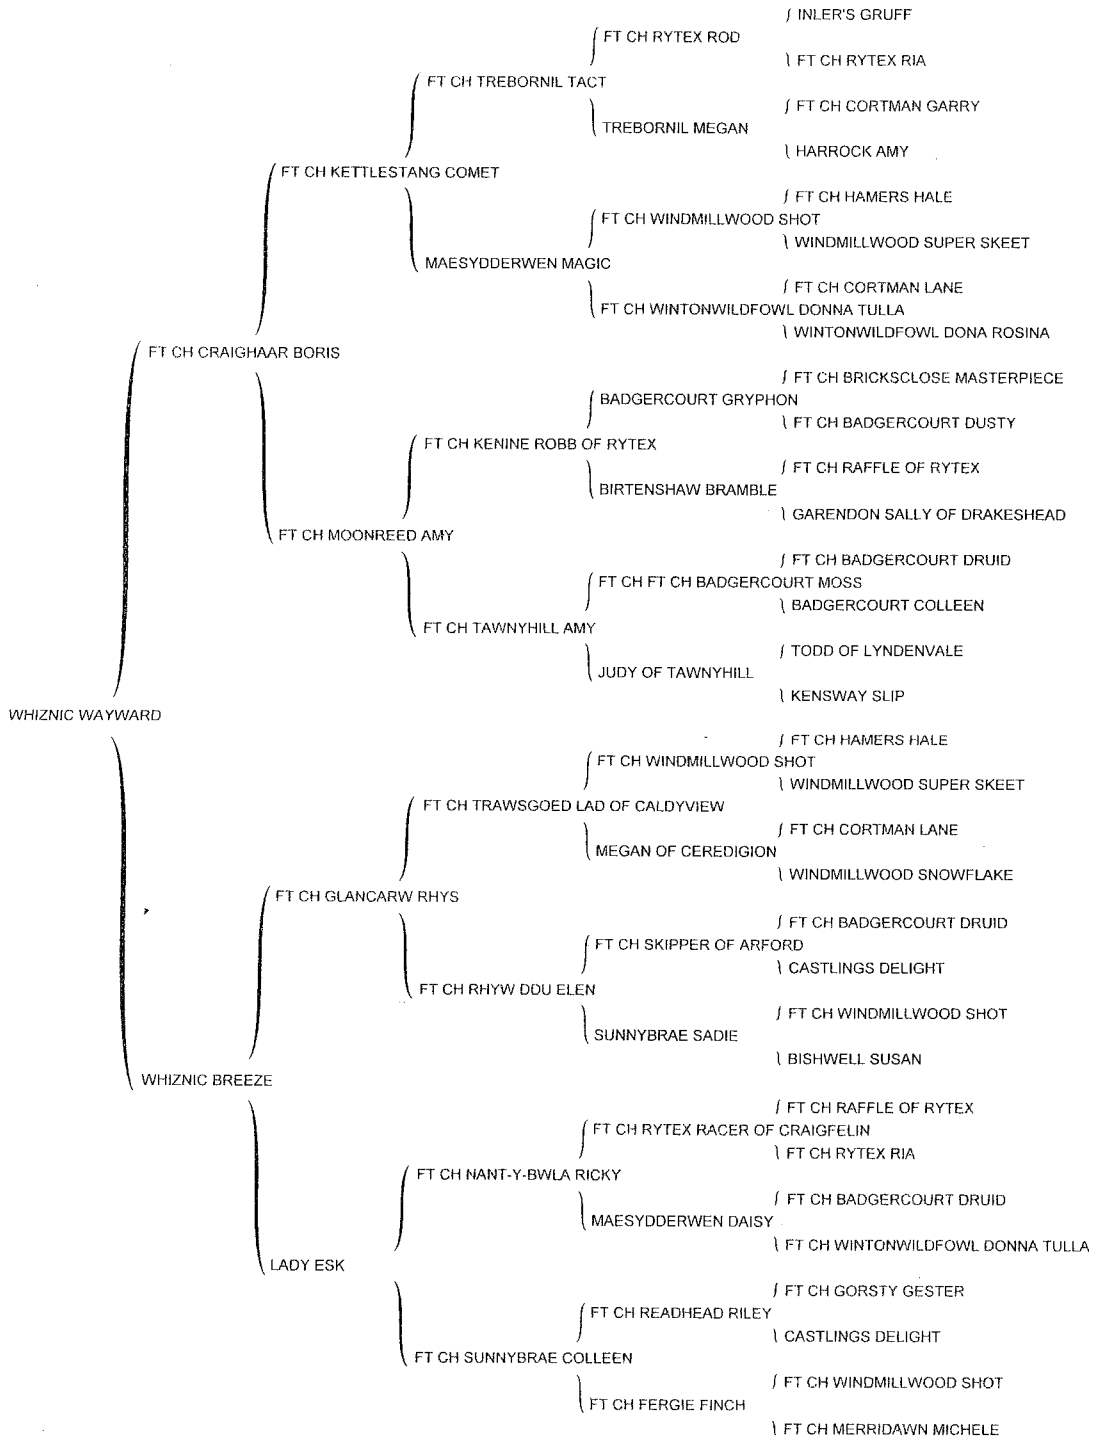 INLER'S GRUFF
FT CH RYTEX ROD
FT CH RYTEX RIA
FT CH TREBORNIL TACT
FT CH CORTMAN GARRY
TREBORNIL MEGAN
HARROCK AMY
FT CH KETTLESTANG COMET
FT CH HAMERS HALE
FT CH WINDMILLWOOD SHOT
WINDMILLWOOD SUPER SKEET
MAESYDDERWEN MAGIC
FT CH CORTMAN LANE
FT CH WINTONWILDFOWL DONNA TULLA
WINTONWILDFOWL DONA ROSINA
FT CH CRAIGHAAR BORIS
FT CH BRICKSCLOSE MASTERPIECE
BADGERCOURT GRYPHON
FT CH BADGERCOURT DUSTY
FT CH KENINE ROBB OF RYTEX
FT CH RAFFLE OF RYTEX
BIRTENSHAW BRAMBLE
GARENDON SALLY OF DRAKESHEAD
FT CH MOONREED AMY
FT CH BADGERCOURT DRUID
FT CH FT CH BADGERCOURT MOSS
BADGERCOURT COLLEEN
FT CH TAWNYHILL AMY
TODD OF LYNDENVALE
JUDY OF TAWNYHILL
KENSWAY SLIP
WHIZNIC WAYWARD
FT CH HAMERS HALE
FT CH WINDMILLWOOD SHOT
WINDMILLWOOD SUPER SKEET
FT CH TRAWSGOED LAD OF CALDYVIEW
FT CH CORTMAN LANE
MEGAN OF CEREDIGION
WINDMILLWOOD SNOWFLAKE
FT CH GLANCARW RHYS
FT CH BADGERCOURT DRUID
FT CH SKIPPER OF ARFORD
CASTLINGS DELIGHT
FT CH RHYW DDU ELEN
FT CH WINDMILLWOOD SHOT
SUNNYBRAE SADIE
BISHWELL SUSAN
WHIZNIC BREEZE
FT CH RAFFLE OF RYTEX
FT CH RYTEX RACER OF CRAIGFELIN
FT CH RYTEX RIA
FT CH NANT-Y-BWLA RICKY
FT CH BADGERCOURT DRUID
MAESYDDERWEN DAISY
FT CH WINTONWILDFOWL DONNA TULLA
LADY ESK
FT CH GORSTY GESTER
FT CH READHEAD RILEY
CASTLINGS DELIGHT
FT CH SUNNYBRAE COLLEEN
FT CH WINDMILLWOOD SHOT
FT CH FERGIE FINCH
FT CH MERRIDAWN MICHELE